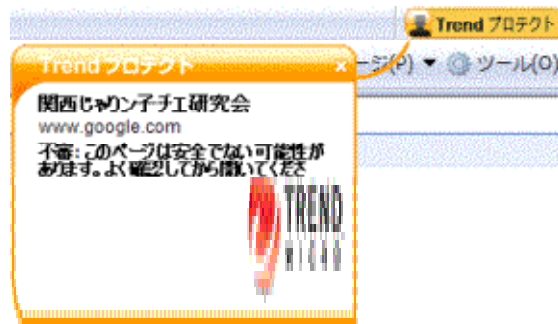 Trend プロテクト
ージ(P) ▼ ツール(O)
Trend プロテクト ×
関西じゃりン子チエ研究会
www.google.com
不審: このページは安全でない可能性が
あります。よく確認してから開いてくださ
TREND
MICRO